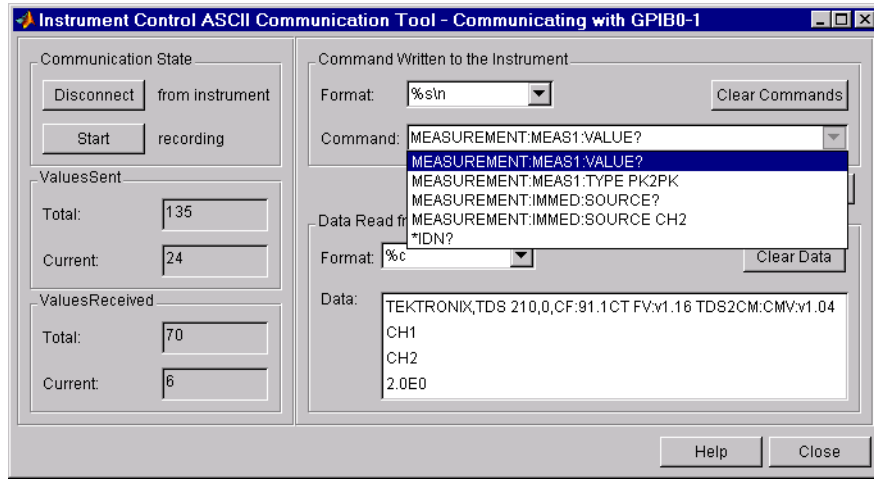 Instrument Control ASCII Communication Tool - Communicating with GPIB0-1
Communication State
Disconnect from instrument
Start recording
ValuesSent
Total: 135
Current: 24
ValuesReceived
Total: 70
Current: 6
Command Written to the Instrument
Format: %s\n
Clear Commands
Command: MEASUREMENT:MEAS1:VALUE?
MEASUREMENT:MEAS1:VALUE?
MEASUREMENT:MEAS1:TYPE PK2PK
MEASUREMENT:IMMED:SOURCE?
MEASUREMENT:IMMED:SOURCE CH2
*IDN?
Data Read
Format: %c
Clear Data
Data: TEKTRONIX,TDS 210,0,CF:91.1CT FV:v1.16 TDS2CM:CMV:v1.04
CH1
CH2
2.0E0
Help
Close